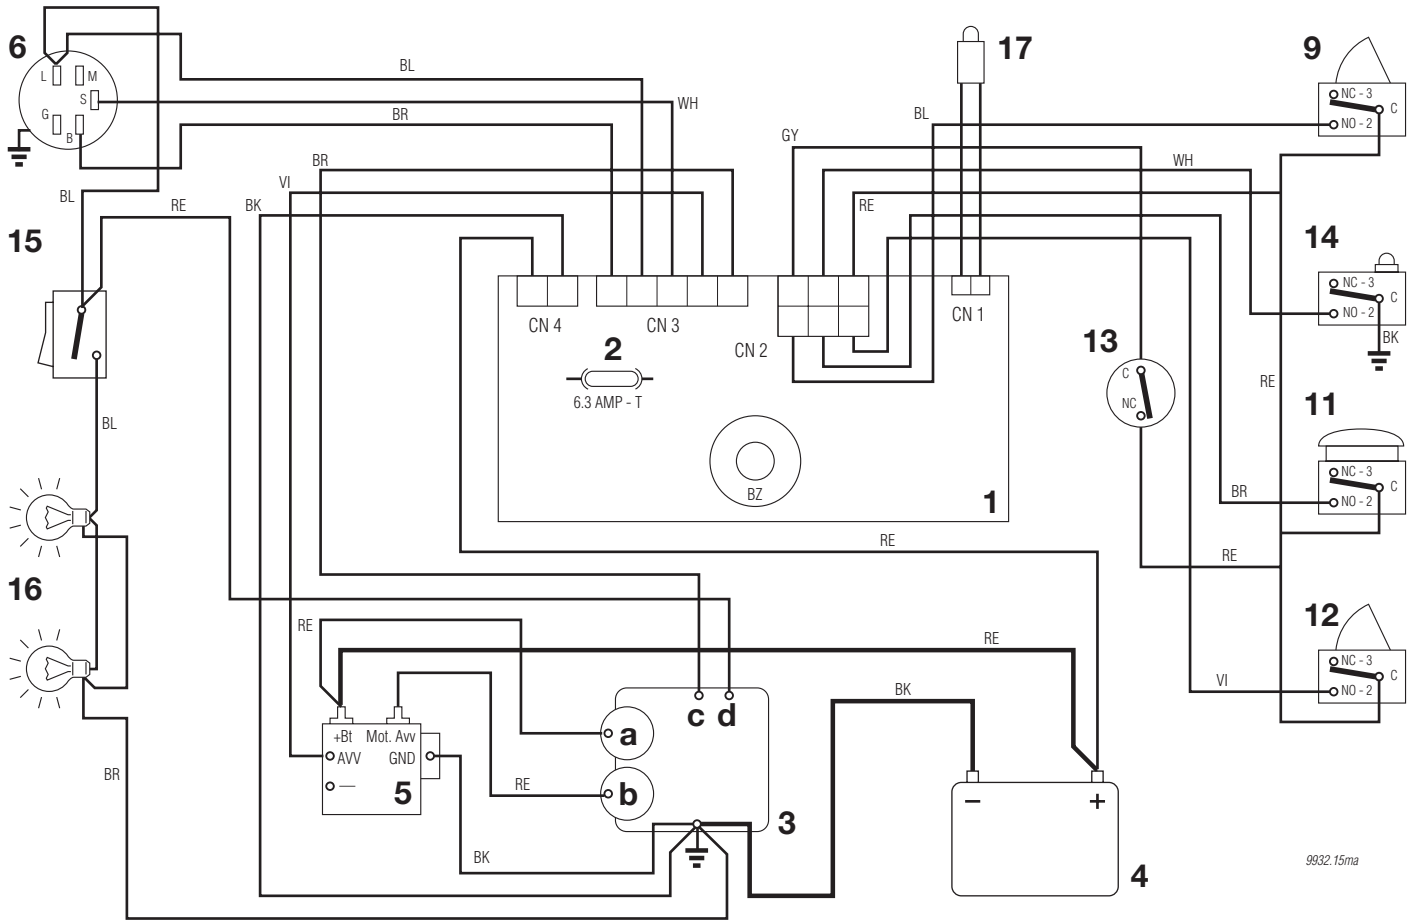 6
L
M
S
G
B
BL
WH
BR
BR
VI
BK
BL
RE
15
17
9
NC - 3
C
NO - 2
BL
GY
WH
RE
14
NC - 3
C
NO - 2
BK
CN 4
CN 3
CN 2
CN 1
2
6.3 AMP - T
BZ
1
13
C
NC
RE
11
NC - 3
C
NO - 2
BR
BL
16
RE
RE
12
NC - 3
C
NO - 2
VI
RE
RE
BK
+Bt
Mot. Avv
AVV
GND
—
5
RE
BK
a
b
c
d
3
BR
−
+
4
9932.15ma